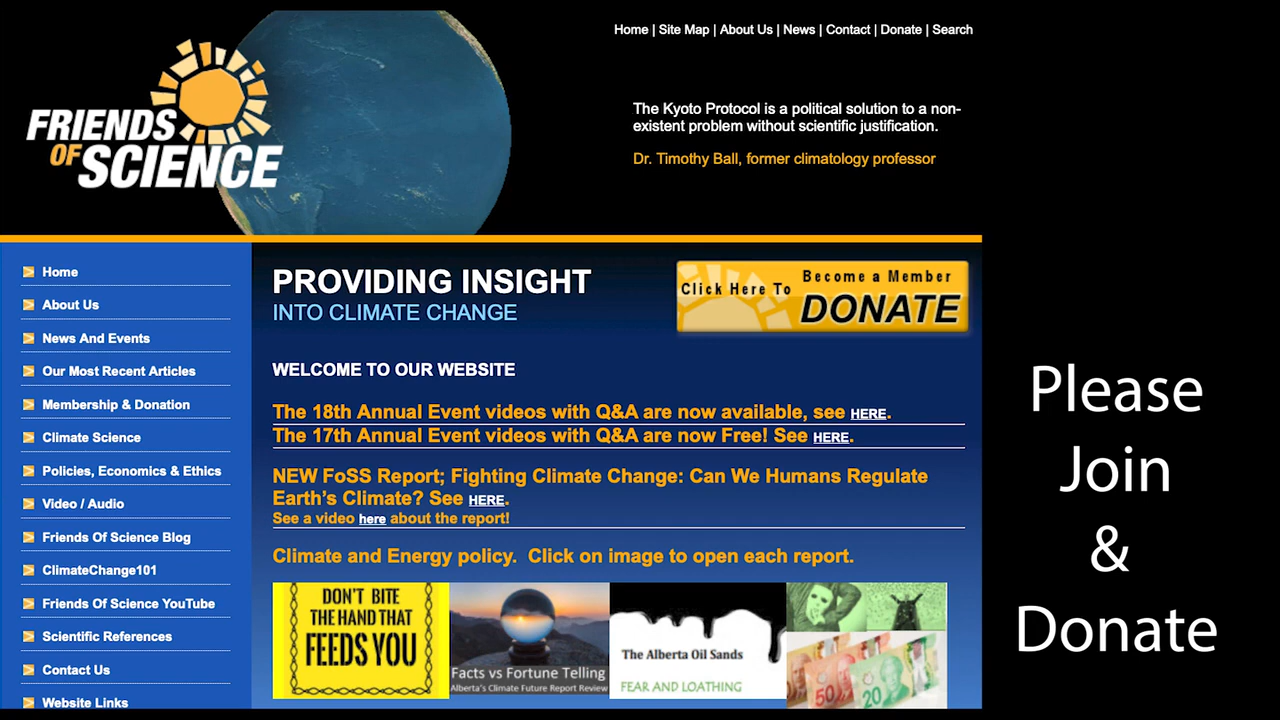 Home | Site Map | About Us | News | Contact | Donate | Search
FRIENDS
OF
SCIENCE
The Kyoto Protocol is a political solution to a non-
existent problem without scientific justification.
Dr. Timothy Ball, former climatology professor
Home
About Us
News And Events
Our Most Recent Articles
Membership & Donation
Climate Science
Policies, Economics & Ethics
Video / Audio
Friends Of Science Blog
ClimateChange101
Friends Of Science YouTube
Scientific References
Contact Us
Website Links
PROVIDING INSIGHT
INTO CLIMATE CHANGE
Click Here To
Become a Member
DONATE
WELCOME TO OUR WEBSITE
The 18th Annual Event videos with Q&A are now available, see HERE.
The 17th Annual Event videos with Q&A are now Free! See HERE.
NEW FoSS Report; Fighting Climate Change: Can We Humans Regulate
Earth's Climate? See HERE.
See a video here about the report!
Climate and Energy policy.  Click on image to open each report.
DON'T BITE
THE HAND THAT
FEEDS YOU
Facts vs Fortune Telling
Alberta's Climate Future Report Review
The Alberta Oil Sands
FEAR AND LOATHING
50
20
Please
Join
&
Donate